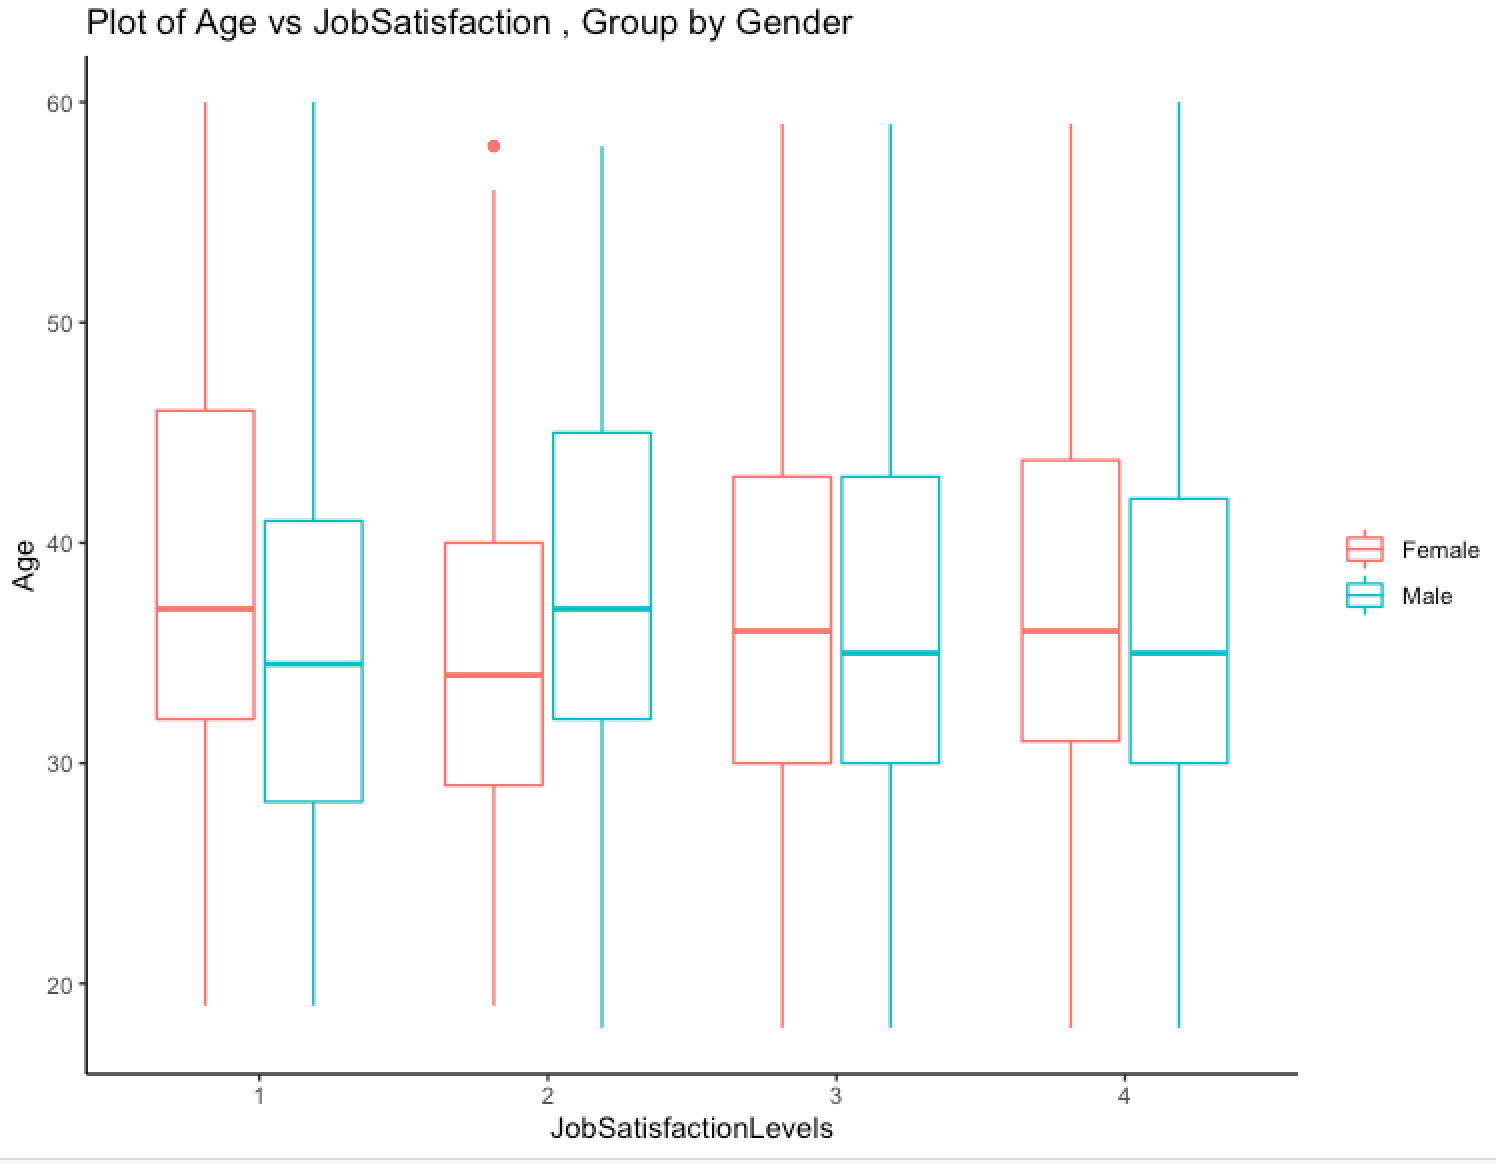 Plot of Age vs JobSatisfaction , Group by Gender
60
50
40
30
20
Age
1 2 3 4
JobSatisfactionLevels
Female
Male